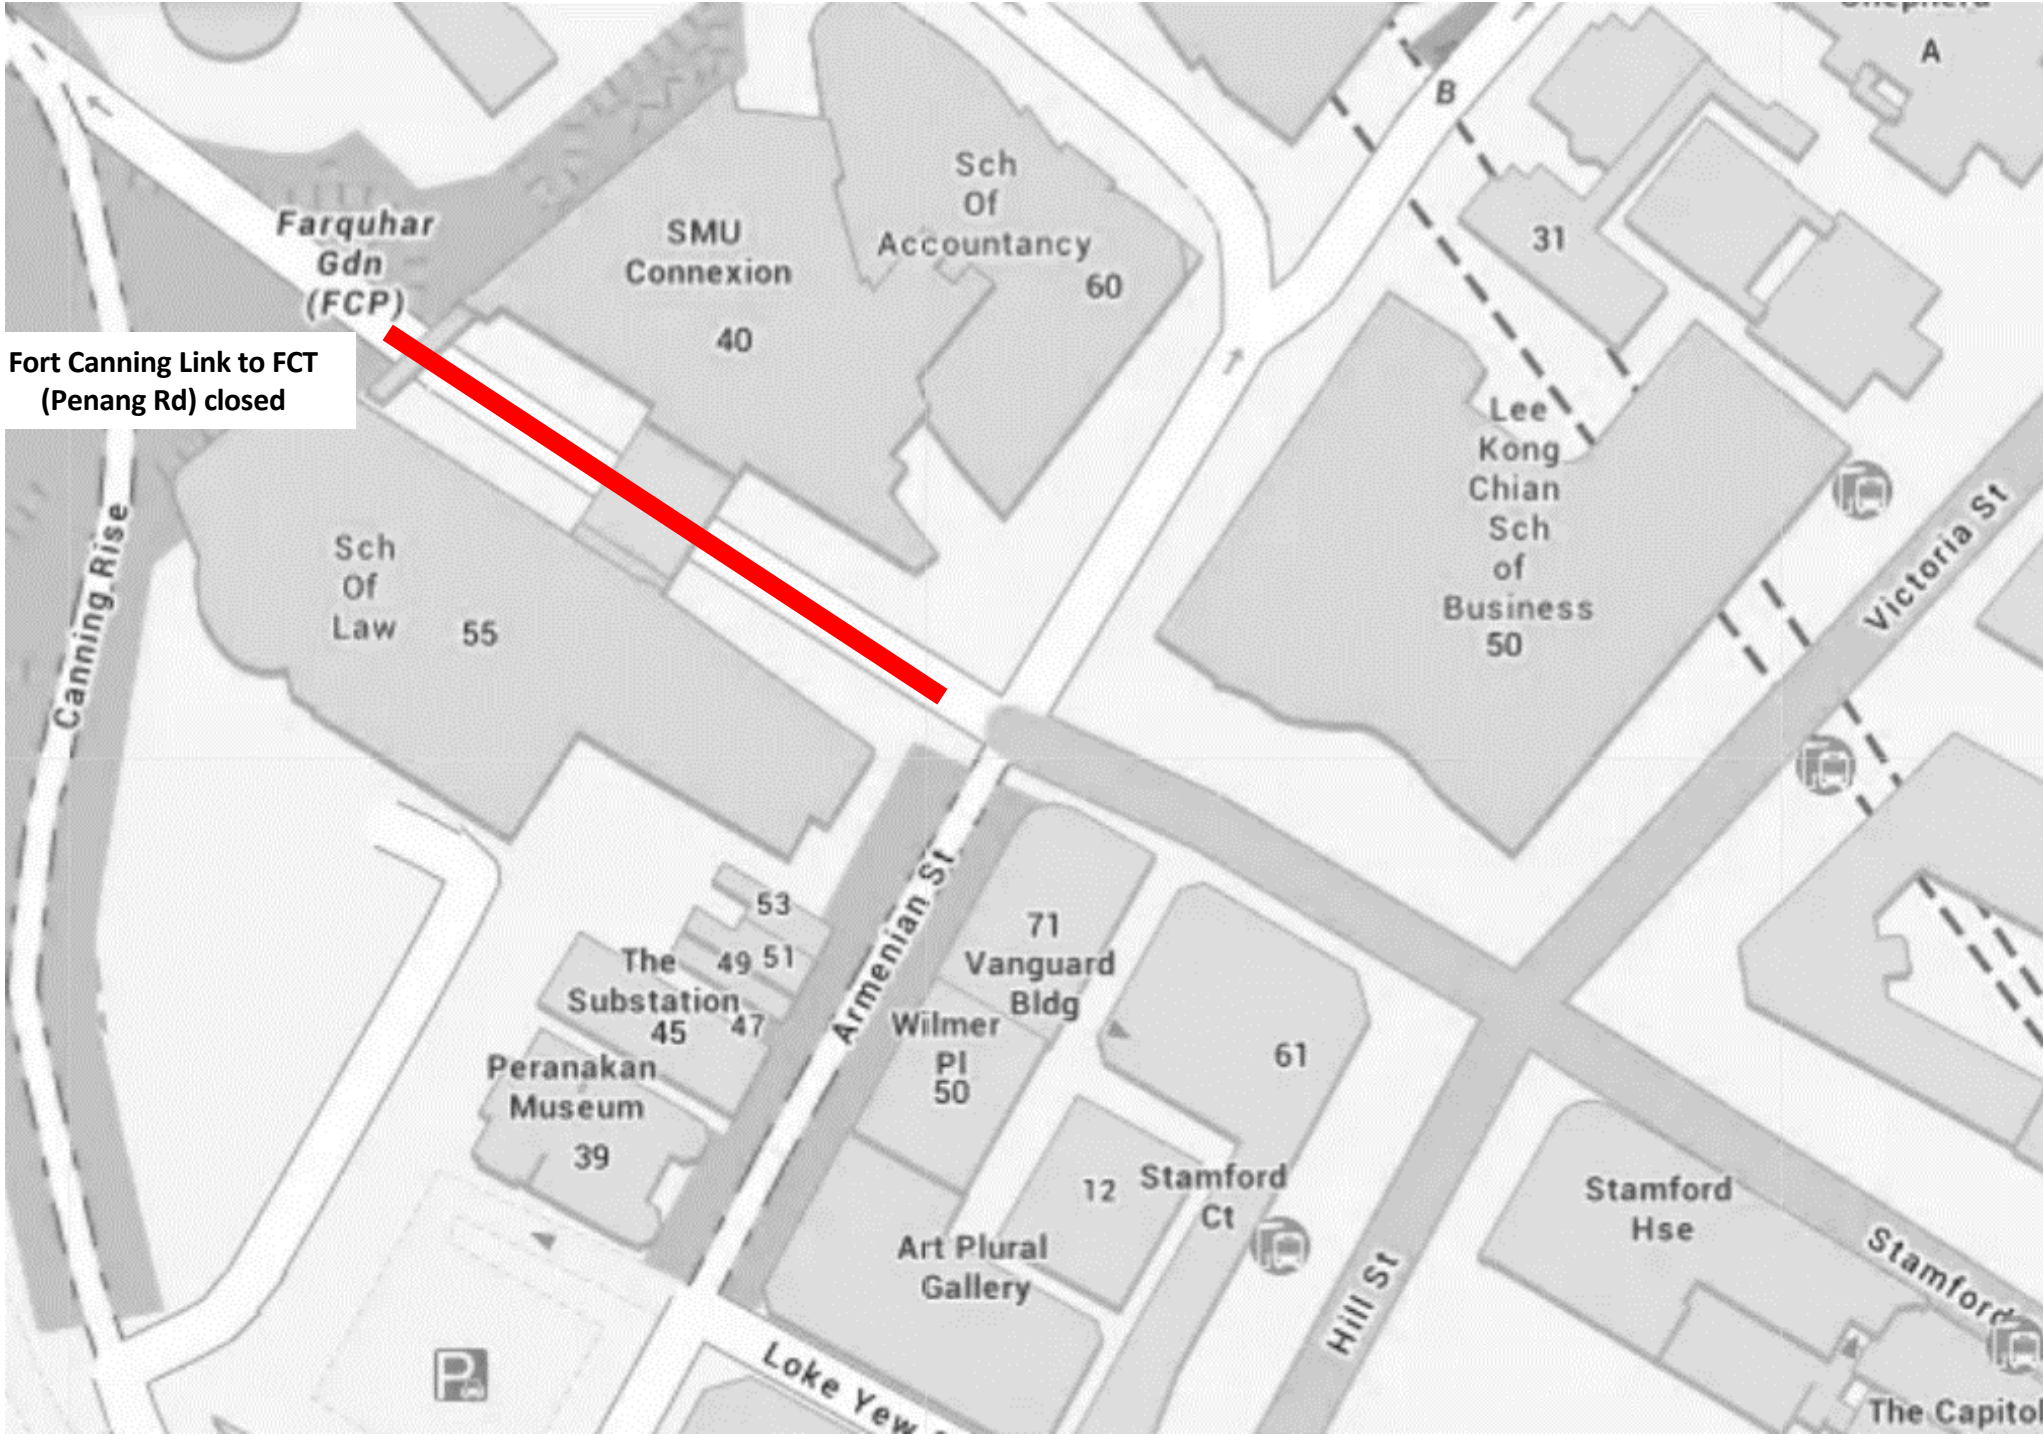 Shepherd
A
B
Sch
Of
Accountancy
60
SMU
Connexion
40
Farquhar
Gdn
(FCP)
31
Fort Canning Link to FCT
(Penang Rd) closed
Lee
Kong
Chian
Sch
of
Business
50
Victoria St
Canning Rise
Sch
Of
Law
55
53
The
49
51
Substation
45
47
Armenian St
71
Vanguard
Bldg
Wilmer
Pl
50
61
Peranakan
Museum
39
12
Stamford
Ct
Stamford
Hse
Art Plural
Gallery
Hill St
Stamford
P
Loke Yew
The Capitol